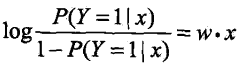 log P(Y=1|x) / 1−P(Y=1|x) = w·x